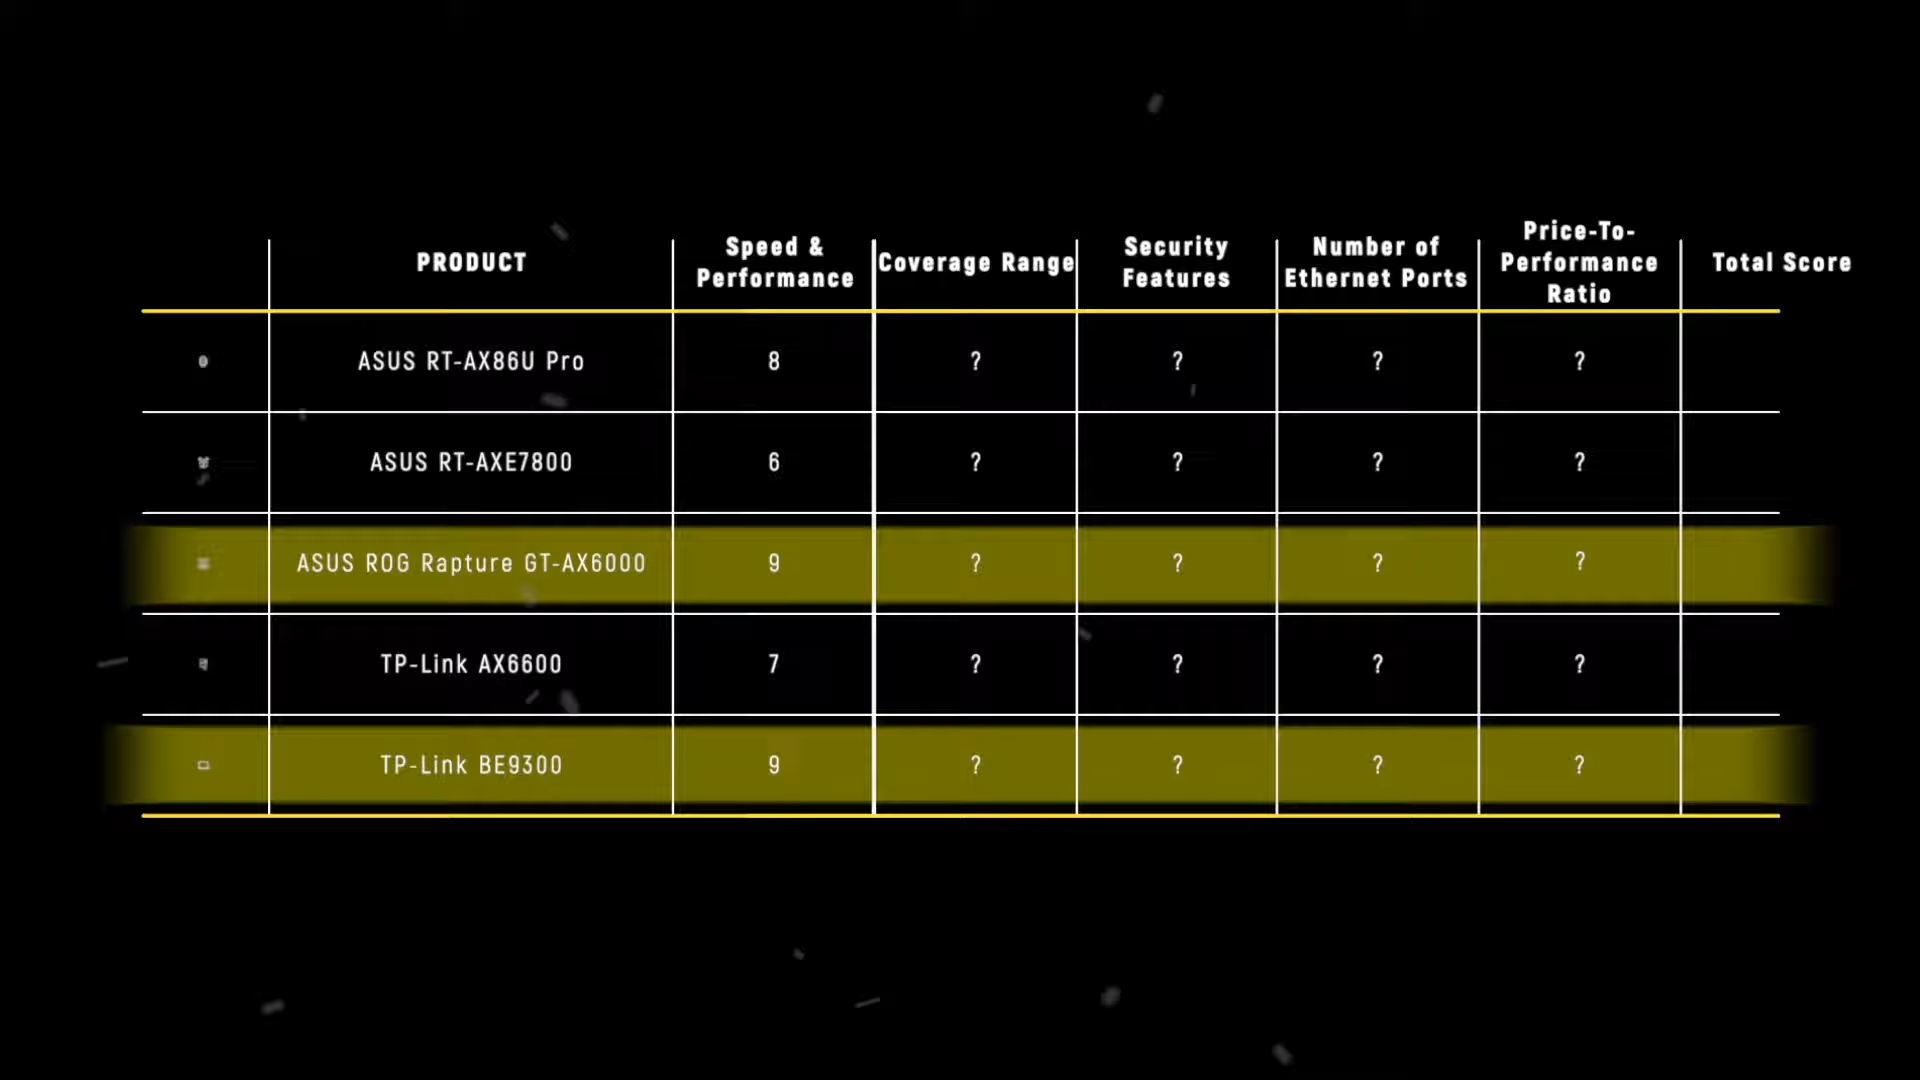 PRODUCT
Speed &
Performance
Coverage Range
Security
Features
Number of
Ethernet Ports
Price-To-
Performance
Ratio
Total Score
ASUS RT-AX86U Pro 8 ? ? ? ?
ASUS RT-AXE7800 6 ? ? ? ?
ASUS ROG Rapture GT-AX6000 9 ? ? ? ?
TP-Link AX6600 7 ? ? ? ?
TP-Link BE9300 9 ? ? ? ?